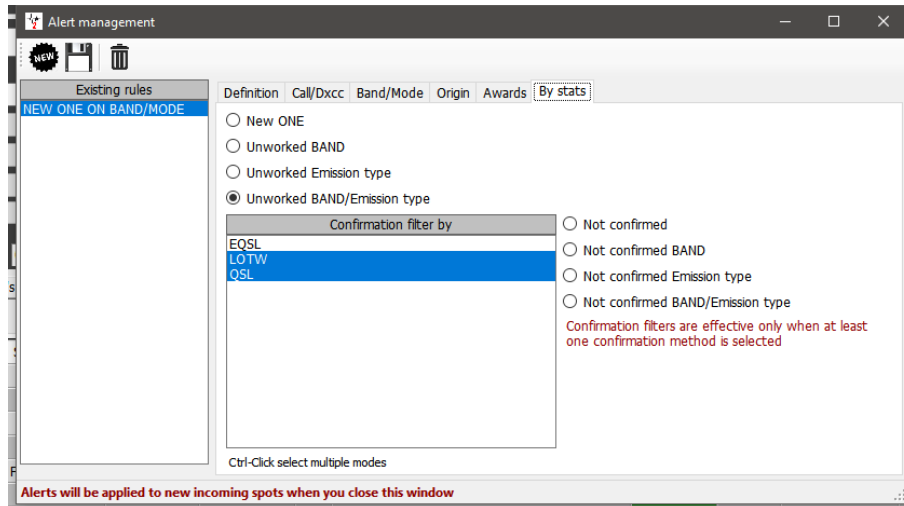 Alert management
NEW
Existing rules
NEW ONE ON BAND/MODE
Definition Call/Dxcc Band/Mode Origin Awards By stats
New ONE
Unworked BAND
Unworked Emission type
Unworked BAND/Emission type
Confirmation filter by
EQSL
LOTW
QSL
Ctrl-Click select multiple modes
Not confirmed
Not confirmed BAND
Not confirmed Emission type
Not confirmed BAND/Emission type
Confirmation filters are effective only when at least
one confirmation method is selected
Alerts will be applied to new incoming spots when you close this window